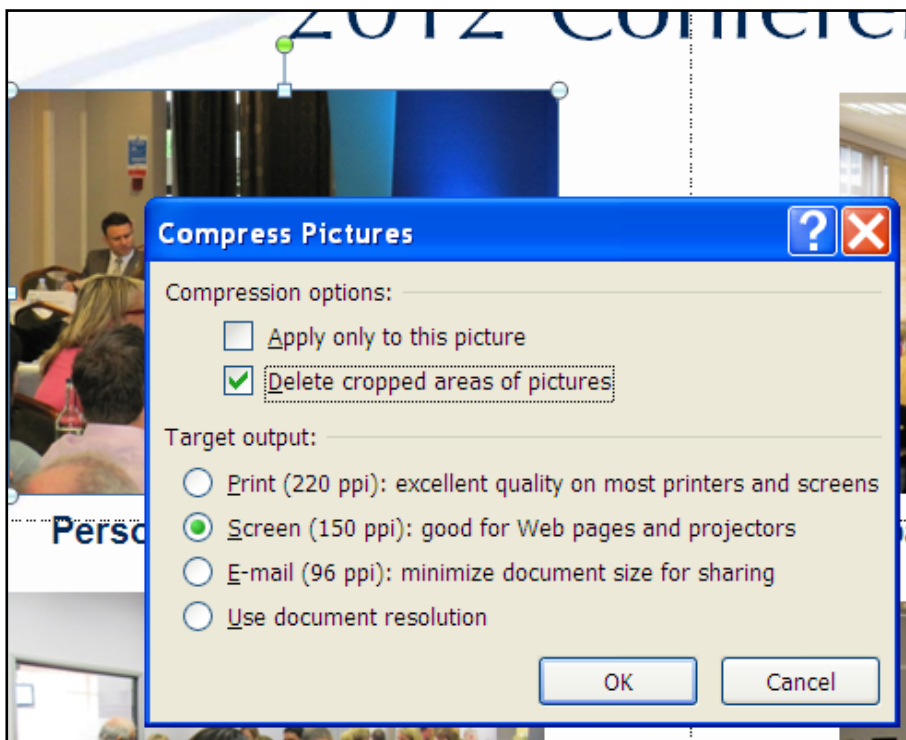 2012 Confere
Compress Pictures
Compression options:
Apply only to this picture
Delete cropped areas of pictures
Target output:
Print (220 ppi): excellent quality on most printers and screens
Perso
Screen (150 ppi): good for Web pages and projectors
E-mail (96 ppi): minimize document size for sharing
Use document resolution
OK
Cancel